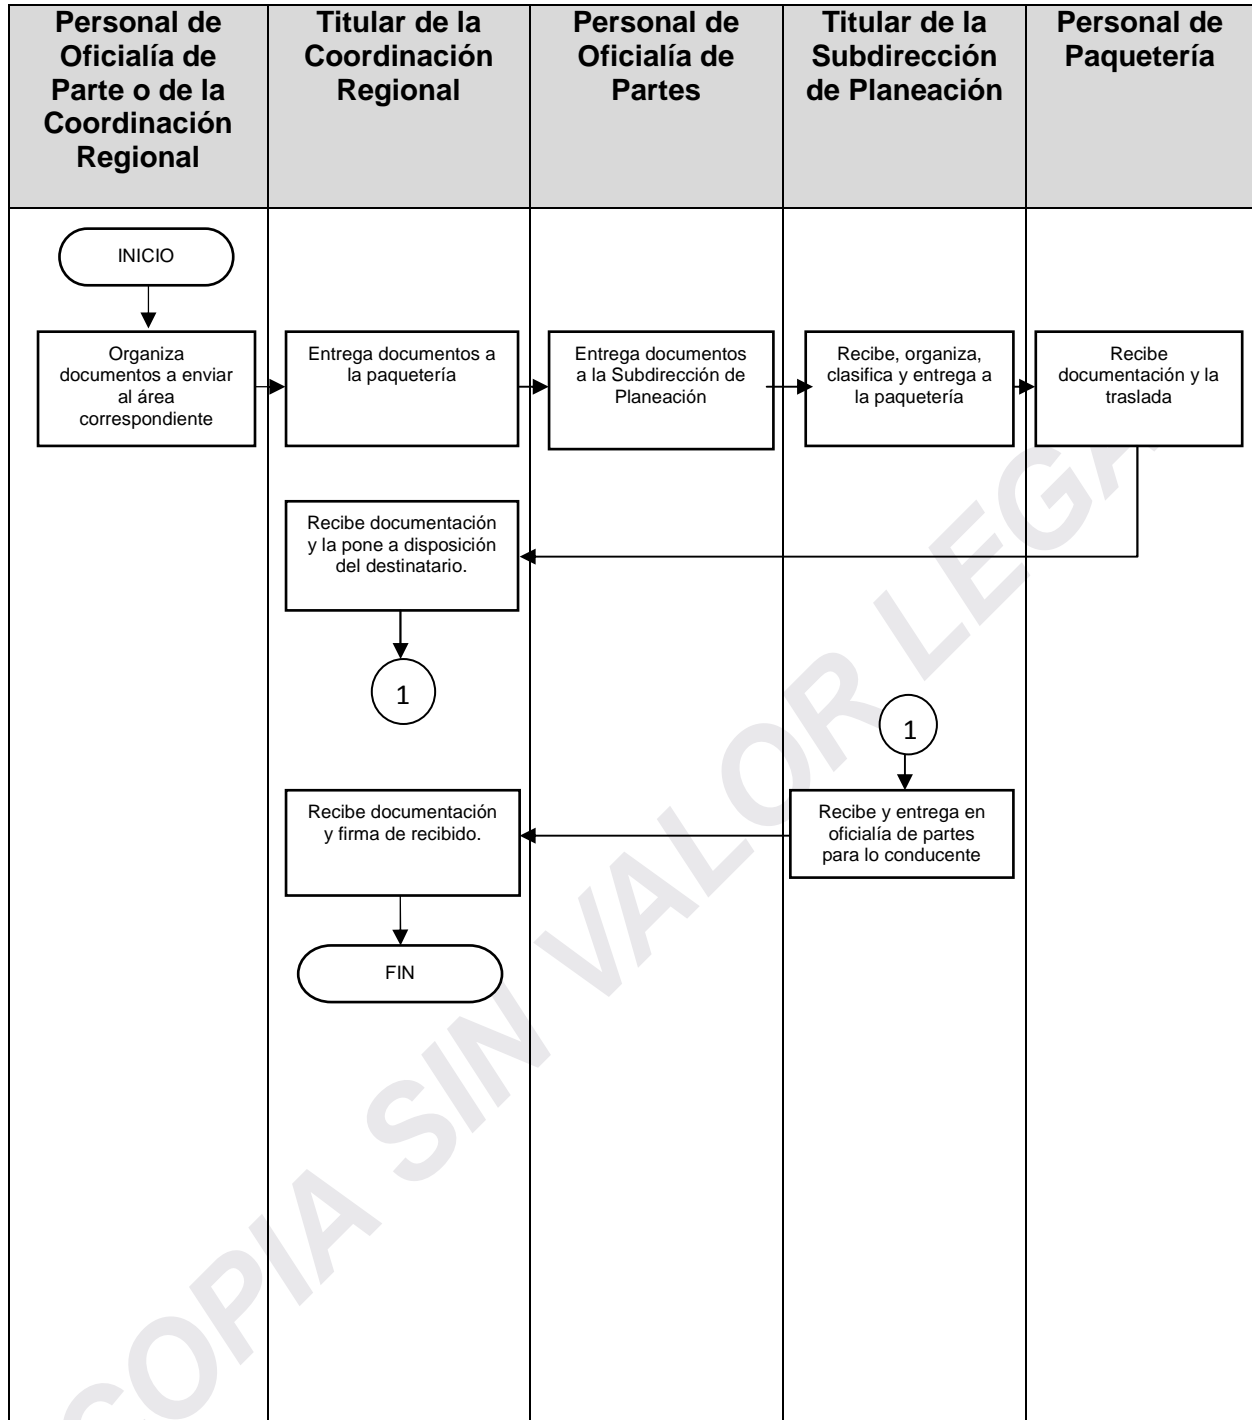 Personal de
Oficialía de
Parte o de la
Coordinación
Regional
Titular de la
Coordinación
Regional
Personal de
Oficialía de
Partes
Titular de la
Subdirección
de Planeación
Personal de
Paquetería
INICIO
Organiza
documentos a enviar
al área
correspondiente
Entrega documentos a
la paquetería
Entrega documentos
a la Subdirección de
Planeación
Recibe, organiza,
clasifica y entrega a
la paquetería
Recibe
documentación y la
traslada
Recibe documentación
y la pone a disposición
del destinatario.
1
1
Recibe y entrega en
oficialía de partes
para lo conducente
Recibe documentación
y firma de recibido.
FIN
COPIA SIN VALOR LEGA